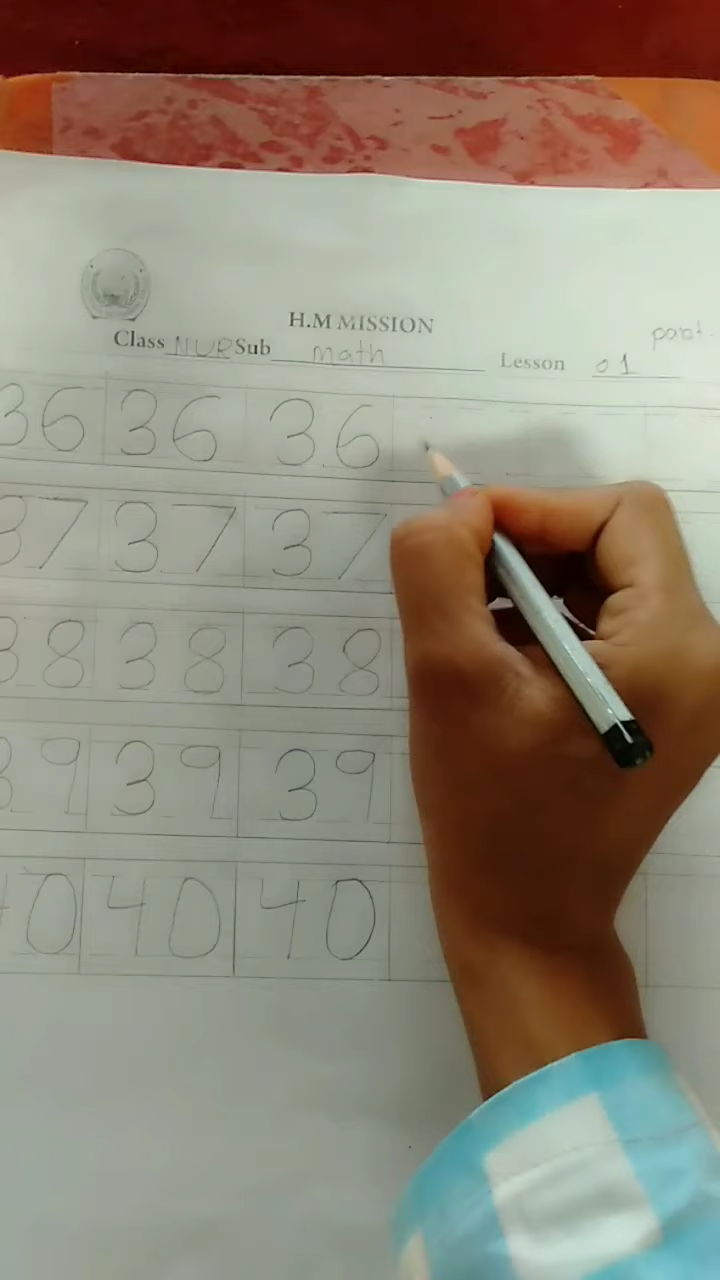 H.M MISSION
part-
Class NUR Sub math Lesson 01
36 36 36
37 37 37
38 38 38
39 39 39
40 40 40